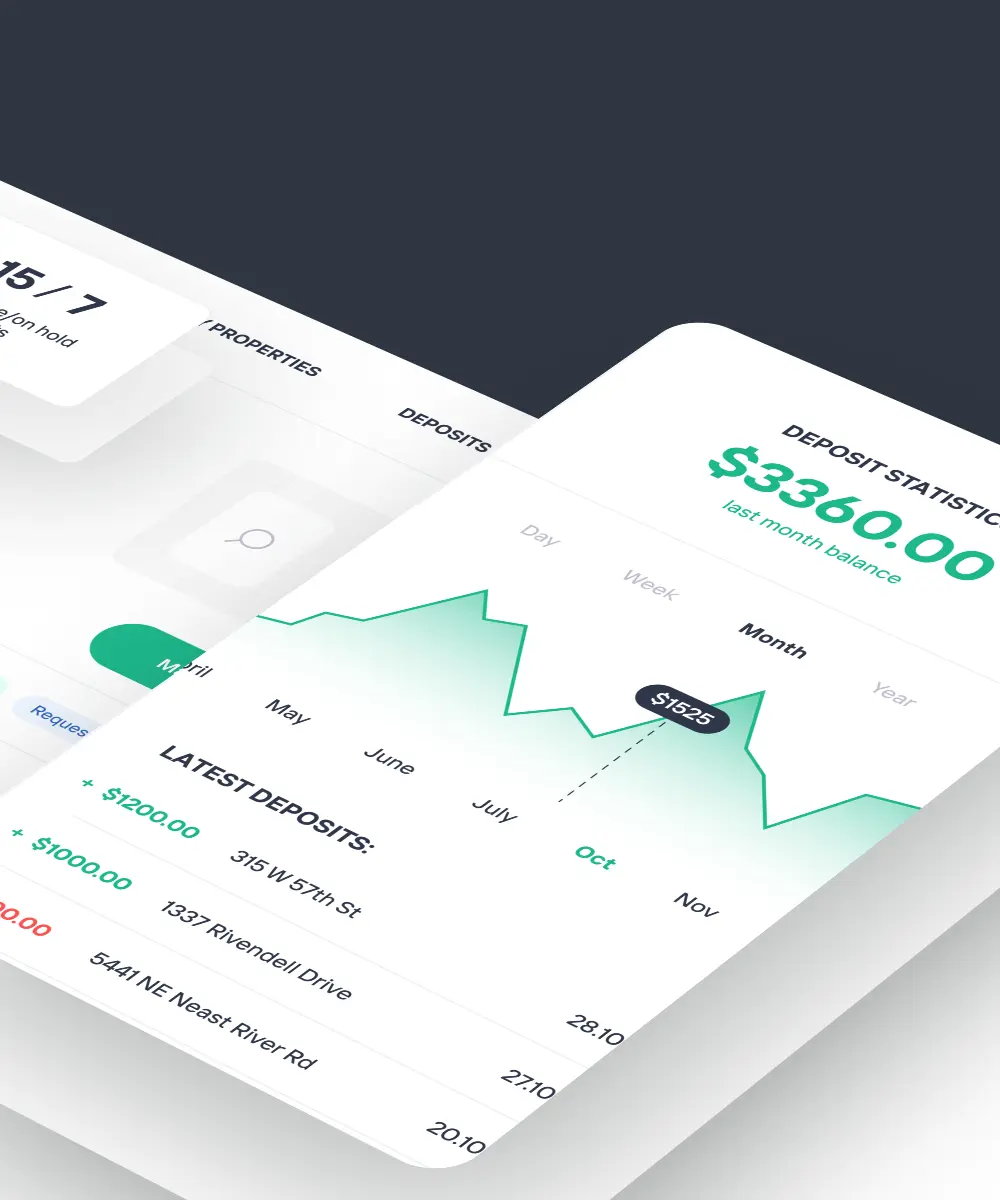 15 / 7
e/on hold
PROPERTIES
DEPOSITS
DEPOSIT STATISTIC
$3360.00
last month balance
Day
Week
Month
Year
$1525
May
June
July
Oct
Nov
LATEST DEPOSITS:
+ $1200.00
315 W 57th St
28.10
+ $1000.00
1337 Rivendell Drive
27.10
0.00
5441 NE Neast River Rd
20.10
Reques